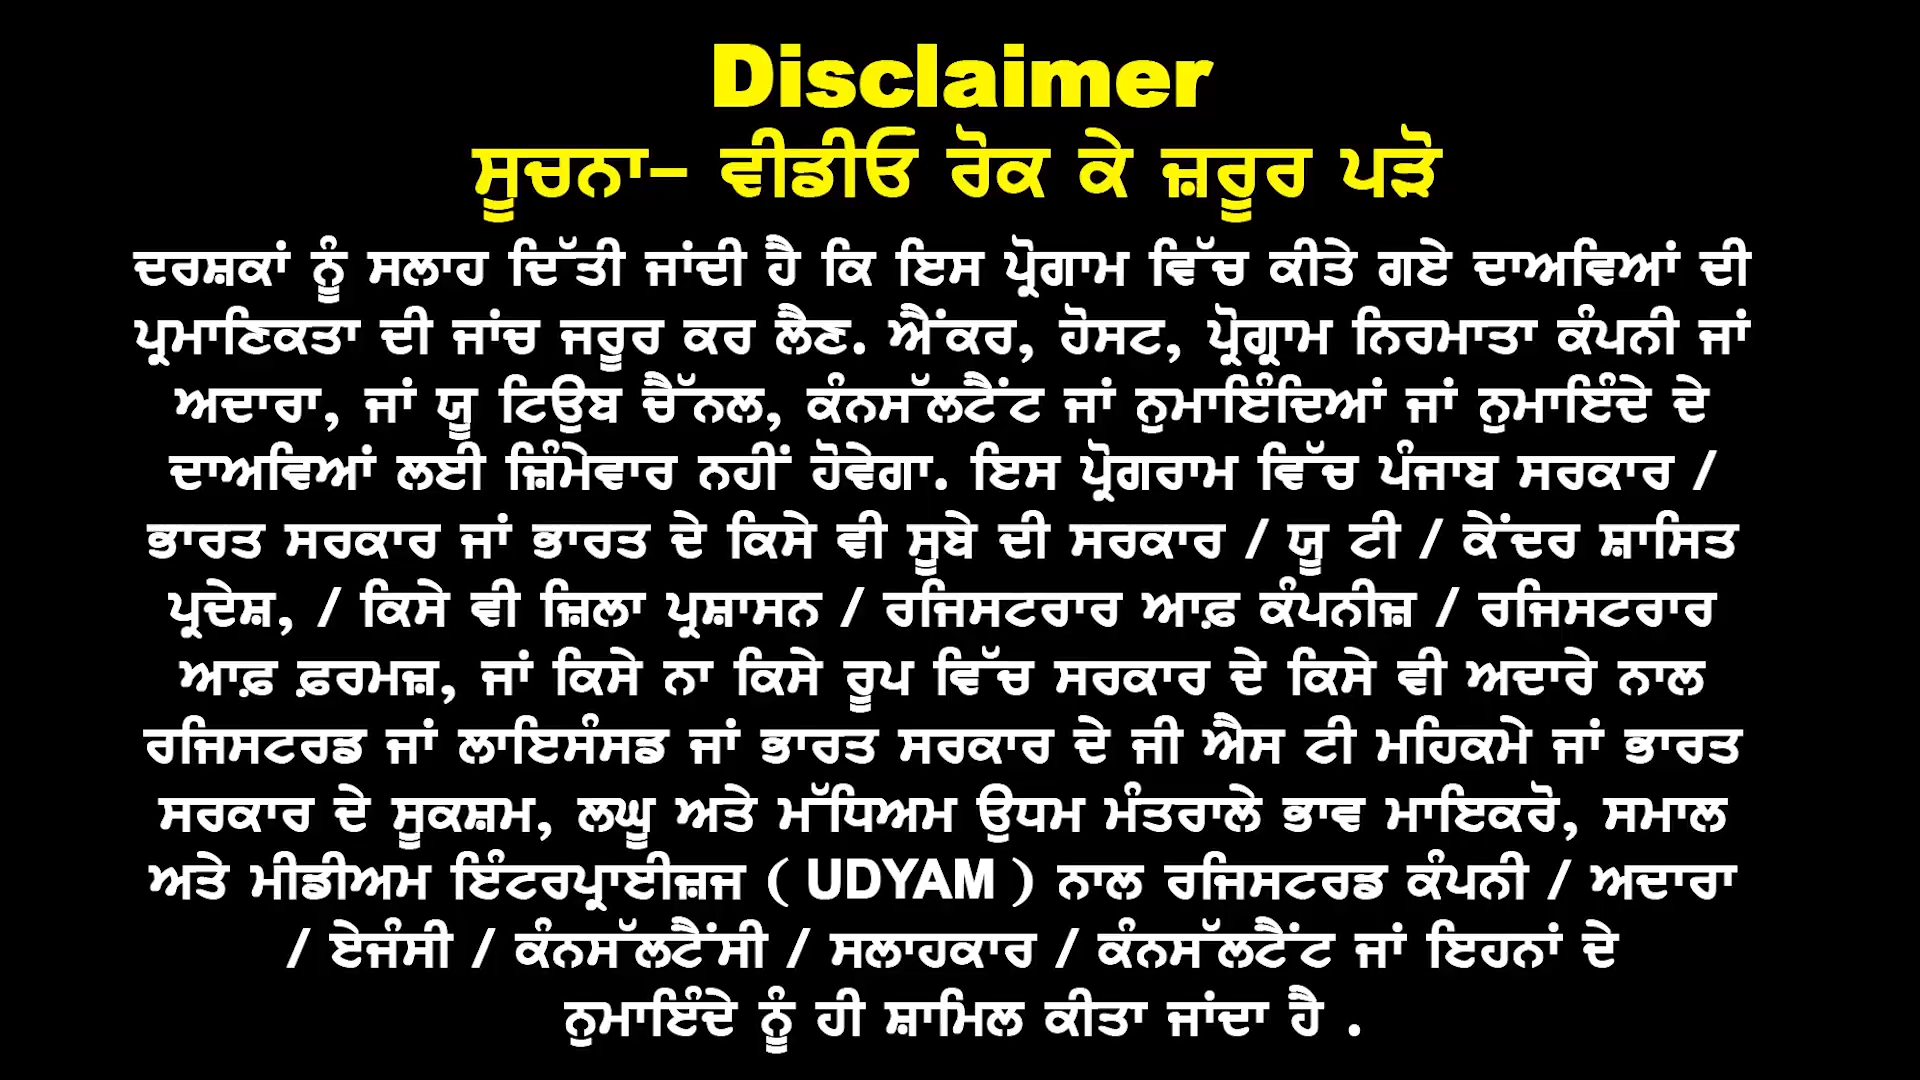 Disclaimer
ਸੂਚਨਾ- ਵੀਡੀਓ ਰੋਕ ਕੇ ਜ਼ਰੂਰ ਪੜੋ
ਦਰਸ਼ਕਾਂ ਨੂੰ ਸਲਾਹ ਦਿੱਤੀ ਜਾਂਦੀ ਹੈ ਕਿ ਇਸ ਪ੍ਰੋਗਾਮ ਵਿੱਚ ਕੀਤੇ ਗਏ ਦਾਅਵਿਆਂ ਦੀ
ਪ੍ਰਮਾਣਿਕਤਾ ਦੀ ਜਾਂਚ ਜਰੂਰ ਕਰ ਲੈਣ. ਐਂਕਰ, ਹੋਸਟ, ਪ੍ਰੋਗ੍ਰਾਮ ਨਿਰਮਾਤਾ ਕੰਪਨੀ ਜਾਂ
ਅਦਾਰਾ, ਜਾਂ ਯੂ ਟਿਉਬ ਚੈੱਨਲ, ਕੰਨਸੱਲਟੈਂਟ ਜਾਂ ਨੁਮਾਇੰਦਿਆਂ ਜਾਂ ਨੁਮਾਇੰਦੇ ਦੇ
ਦਾਅਵਿਆਂ ਲਈ ਜ਼ਿੰਮੇਵਾਰ ਨਹੀਂ ਹੋਵੇਗਾ. ਇਸ ਪ੍ਰੋਗਰਾਮ ਵਿੱਚ ਪੰਜਾਬ ਸਰਕਾਰ /
ਭਾਰਤ ਸਰਕਾਰ ਜਾਂ ਭਾਰਤ ਦੇ ਕਿਸੇ ਵੀ ਸੂਬੇ ਦੀ ਸਰਕਾਰ / ਯੂ ਟੀ / ਕੇਂਦਰ ਸ਼ਾਸਿਤ
ਪ੍ਰਦੇਸ਼, / ਕਿਸੇ ਵੀ ਜ਼ਿਲਾ ਪ੍ਰਸ਼ਾਸਨ / ਰਜਿਸਟਰਾਰ ਆਫ਼ ਕੰਪਨੀਜ਼ / ਰਜਿਸਟਰਾਰ
ਆਫ਼ ਫ਼ਰਮਜ਼, ਜਾਂ ਕਿਸੇ ਨਾ ਕਿਸੇ ਰੂਪ ਵਿੱਚ ਸਰਕਾਰ ਦੇ ਕਿਸੇ ਵੀ ਅਦਾਰੇ ਨਾਲ
ਰਜਿਸਟਰਡ ਜਾਂ ਲਾਇਸੰਸਡ ਜਾਂ ਭਾਰਤ ਸਰਕਾਰ ਦੇ ਜੀ ਐਸ ਟੀ ਮਹਿਕਮੇ ਜਾਂ ਭਾਰਤ
ਸਰਕਾਰ ਦੇ ਸੂਕਸ਼ਮ, ਲਘੂ ਅਤੇ ਮੱਧਿਅਮ ਉਧਮ ਮੰਤਰਾਲੇ ਭਾਵ ਮਾਇਕਰੋ, ਸਮਾਲ
ਅਤੇ ਮੀਡੀਅਮ ਇੰਟਰਪ੍ਰਾਈਜ਼ਜ ( UDYAM ) ਨਾਲ ਰਜਿਸਟਰਡ ਕੰਪਨੀ / ਅਦਾਰਾ
/ ਏਜੰਸੀ / ਕੰਨਸੱਲਟੈਂਸੀ / ਸਲਾਹਕਾਰ / ਕੰਨਸੱਲਟੈਂਟ ਜਾਂ ਇਹਨਾਂ ਦੇ
ਨੁਮਾਇੰਦੇ ਨੂੰ ਹੀ ਸ਼ਾਮਿਲ ਕੀਤਾ ਜਾਂਦਾ ਹੈ .